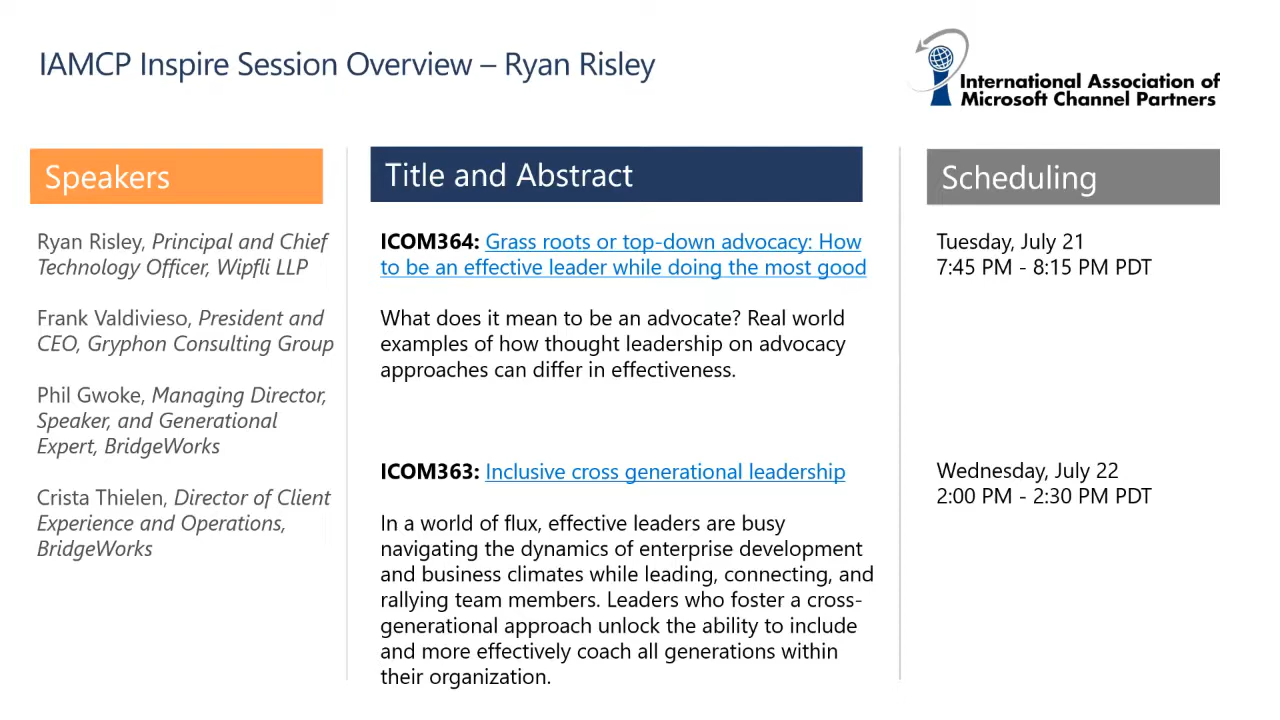 IAMCP Inspire Session Overview – Ryan Risley
International Association of
Microsoft Channel Partners
Speakers
Ryan Risley, Principal and Chief
Technology Officer, Wipfli LLP
Frank Valdivieso, President and
CEO, Gryphon Consulting Group
Phil Gwoke, Managing Director,
Speaker, and Generational
Expert, BridgeWorks
Crista Thielen, Director of Client
Experience and Operations,
BridgeWorks
Title and Abstract
ICOM364: Grass roots or top-down advocacy: How
to be an effective leader while doing the most good
What does it mean to be an advocate? Real world
examples of how thought leadership on advocacy
approaches can differ in effectiveness.
ICOM363: Inclusive cross generational leadership
In a world of flux, effective leaders are busy
navigating the dynamics of enterprise development
and business climates while leading, connecting, and
rallying team members. Leaders who foster a cross-
generational approach unlock the ability to include
and more effectively coach all generations within
their organization.
Scheduling
Tuesday, July 21
7:45 PM - 8:15 PM PDT
Wednesday, July 22
2:00 PM - 2:30 PM PDT